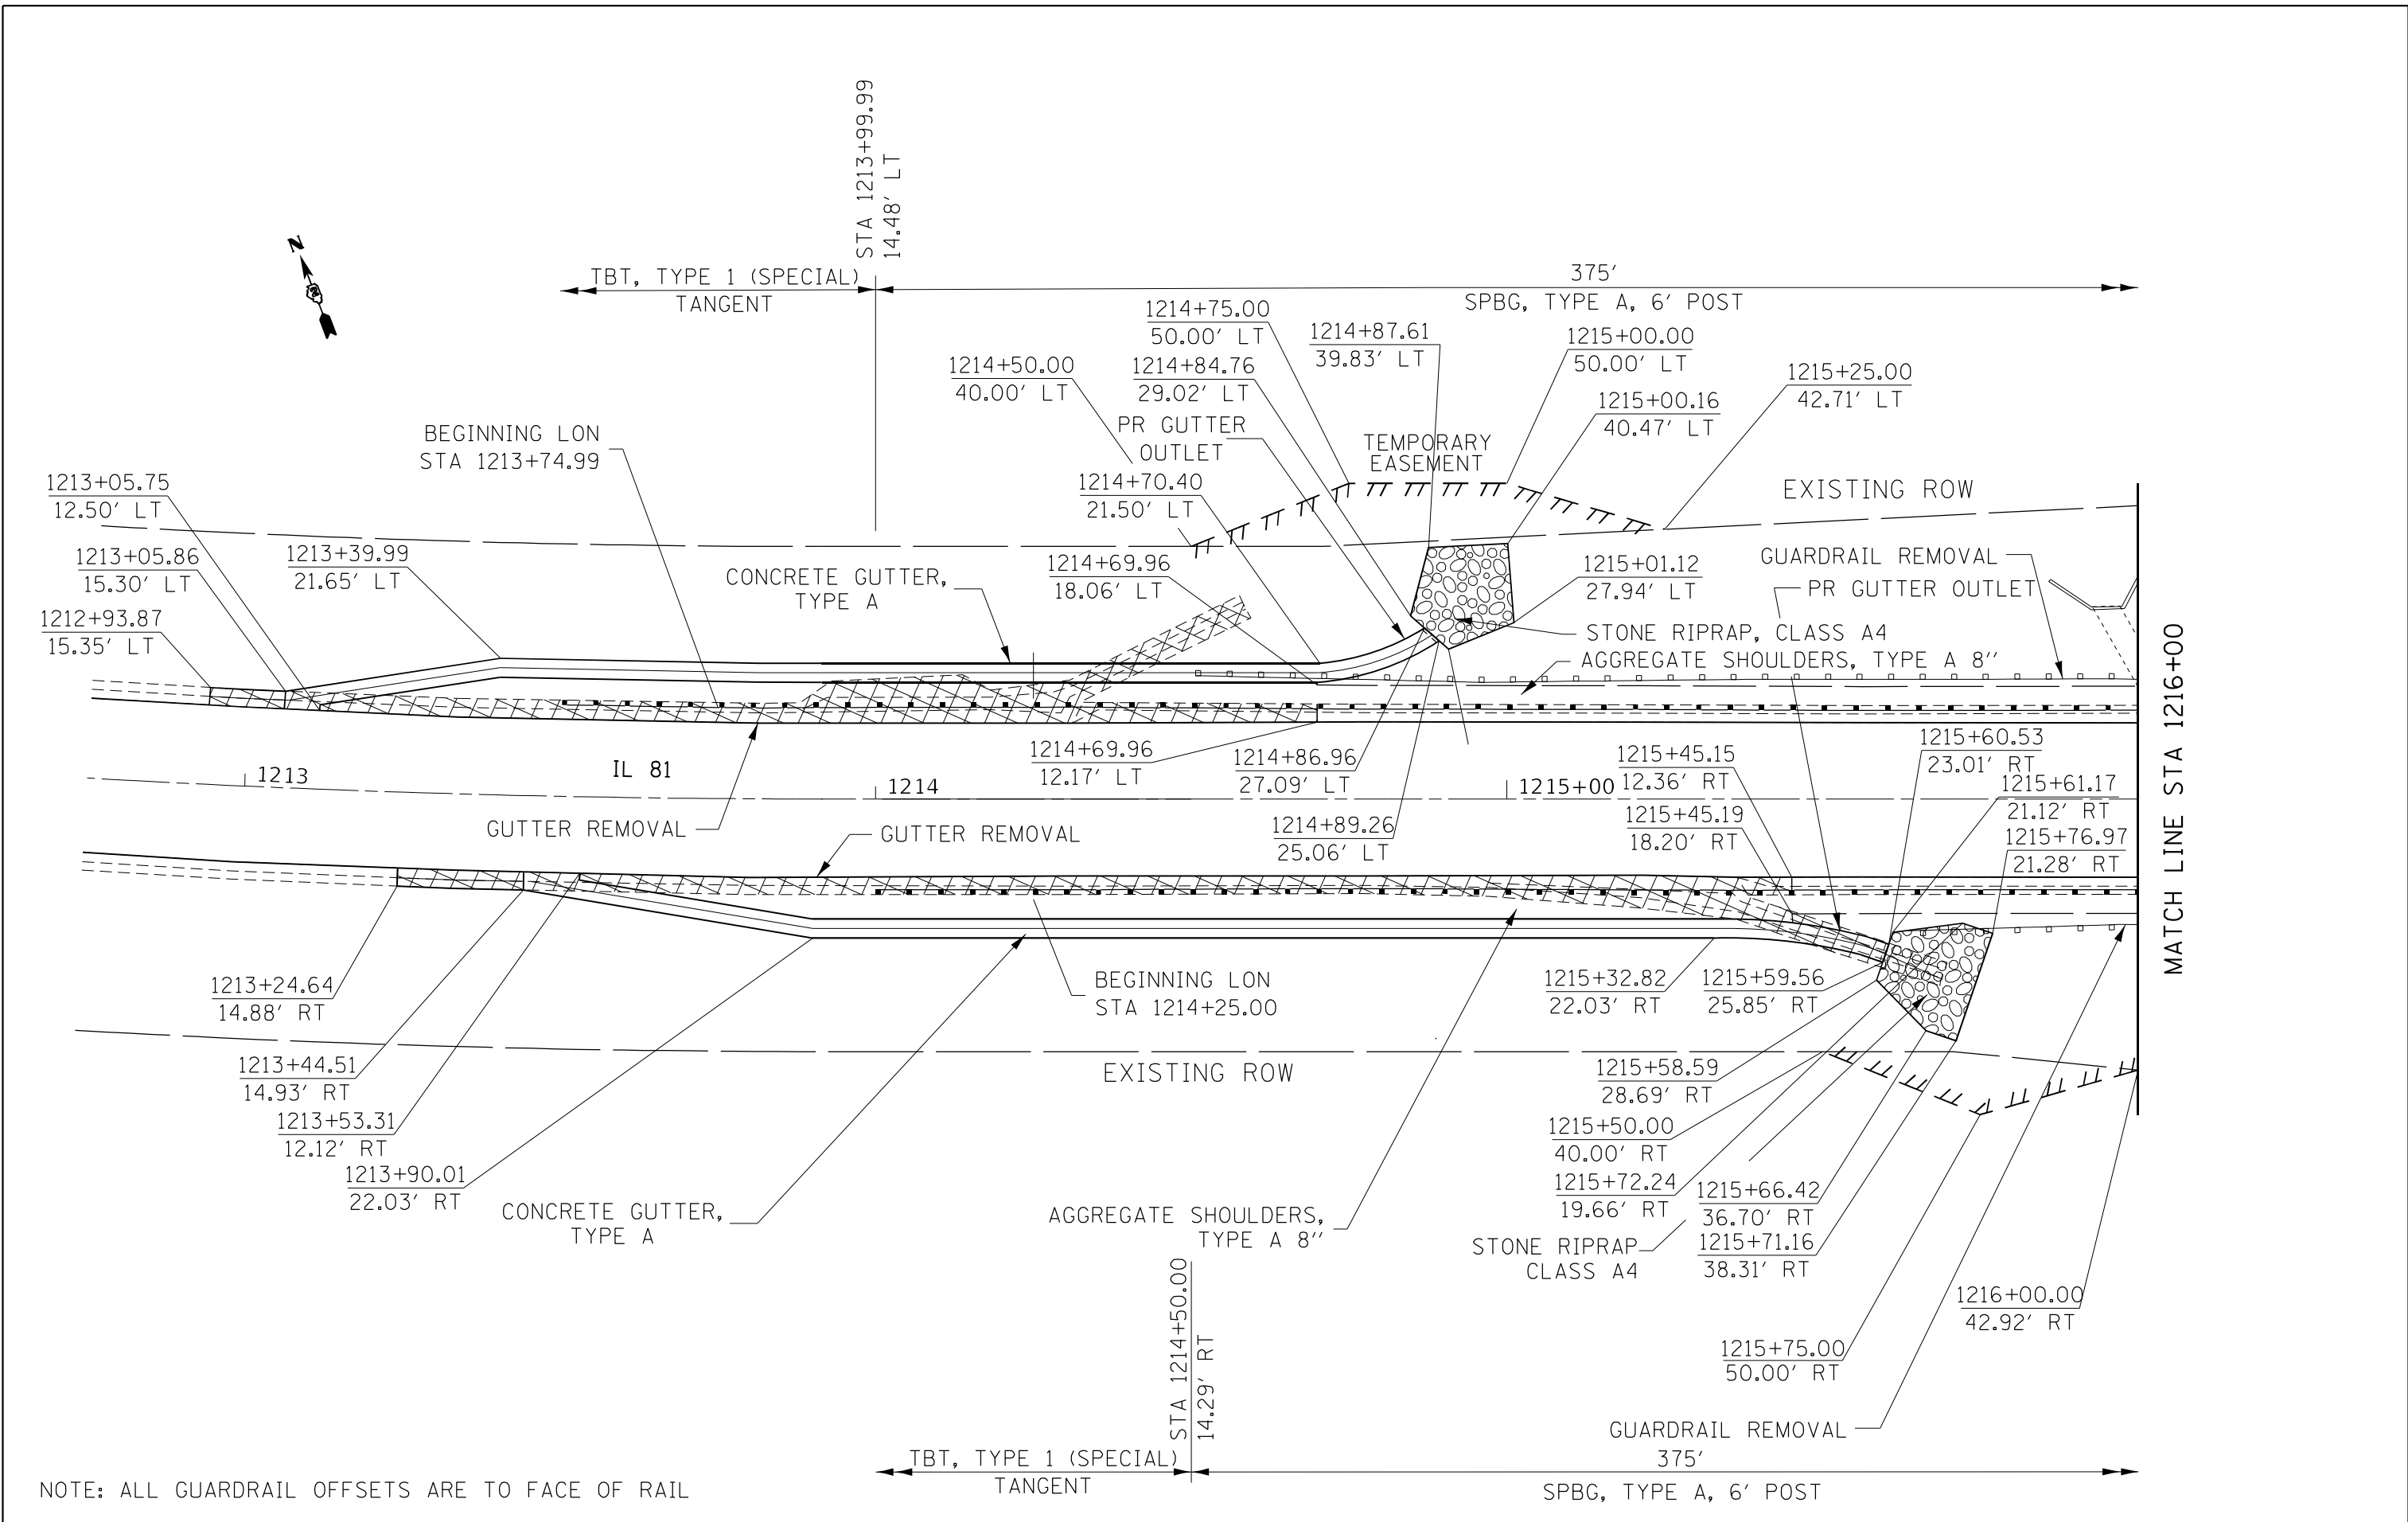 STA 1213+99.99
14.48' LT
N
TBT, TYPE 1 (SPECIAL)
TANGENT
375'
SPBG, TYPE A, 6' POST
1214+75.00
50.00' LT
1214+87.61
39.83' LT
1215+00.00
50.00' LT
1214+50.00
40.00' LT
1214+84.76
29.02' LT
1215+25.00
42.71' LT
1215+00.16
40.47' LT
PR GUTTER
OUTLET
TEMPORARY
EASEMENT
BEGINNING LON
STA 1213+74.99
1213+05.75
12.50' LT
1214+70.40
21.50' LT
EXISTING ROW
1213+05.86
15.30' LT
1213+39.99
21.65' LT
CONCRETE GUTTER,
TYPE A
1214+69.96
18.06' LT
1215+01.12
27.94' LT
GUARDRAIL REMOVAL
PR GUTTER OUTLET
1212+93.87
15.35' LT
STONE RIPRAP, CLASS A4
AGGREGATE SHOULDERS, TYPE A 8''
MATCH LINE STA 1216+00
1214+69.96
12.17' LT
1214+86.96
27.09' LT
1215+45.15
12.36' RT
1215+60.53
23.01' RT
1213
IL 81
1214
1215+00
1215+61.17
21.12' RT
GUTTER REMOVAL
GUTTER REMOVAL
1214+89.26
25.06' LT
1215+45.19
18.20' RT
1215+76.97
21.28' RT
1213+24.64
14.88' RT
BEGINNING LON
STA 1214+25.00
1215+32.82
22.03' RT
1215+59.56
25.85' RT
1213+44.51
14.93' RT
EXISTING ROW
1215+58.59
28.69' RT
1213+53.31
12.12' RT
1215+50.00
40.00' RT
1213+90.01
22.03' RT
1215+72.24
19.66' RT
1215+66.42
36.70' RT
CONCRETE GUTTER,
TYPE A
AGGREGATE SHOULDERS,
TYPE A 8''
STONE RIPRAP
CLASS A4
1215+71.16
38.31' RT
1216+00.00
42.92' RT
1215+75.00
50.00' RT
STA 1214+50.00
14.29' RT
GUARDRAIL REMOVAL
TBT, TYPE 1 (SPECIAL)
TANGENT
375'
SPBG, TYPE A, 6' POST
NOTE: ALL GUARDRAIL OFFSETS ARE TO FACE OF RAIL